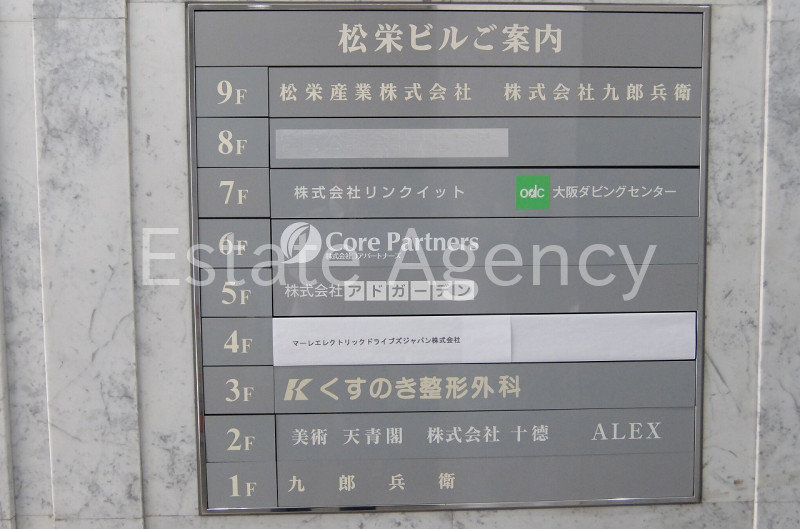 松栄ビルご案内
9F 松栄産業株式会社 株式会社九郎兵衛
8F
7F 株式会社リンクイット odc 大阪ダビングセンター
6F Core Partners
株式会社コアパートナーズ
Estate Agency
5F 株式会社アドガーデン
4F マーレエレクトリックドライブズジャパン株式会社
3F K くすのき整形外科
2F 美術 天青閣 株式会社 十德 ALEX
1F 九郎兵衛